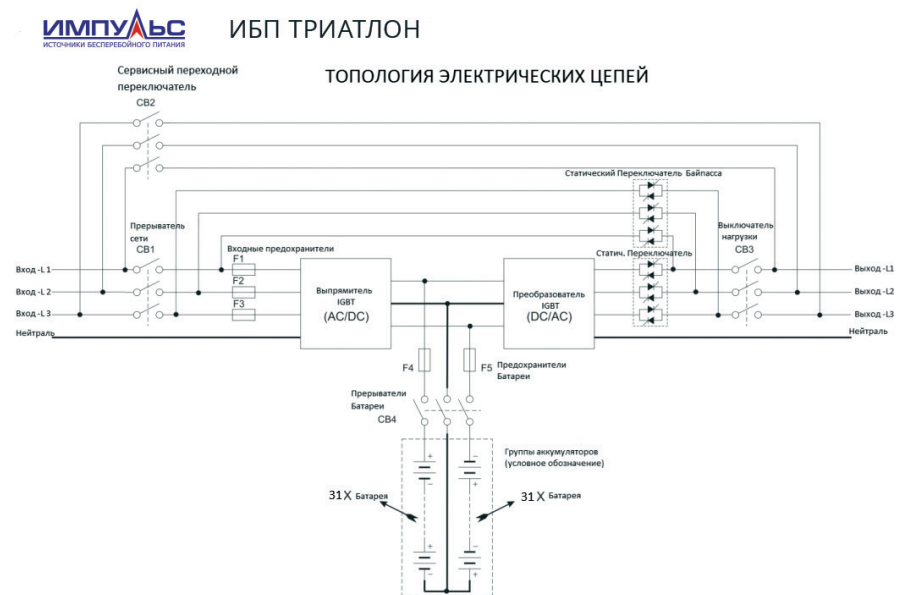 ИМПУЛЬС
ИСТОЧНИКИ БЕСПЕРЕБОЙНОГО ПИТАНИЯ
ИБП ТРИАТЛОН
ТОПОЛОГИЯ ЭЛЕКТРИЧЕСКИХ ЦЕПЕЙ
Сервисный переходной
переключатель
CB2
Статический Переключатель Байпасса
Прерыватель
сети
CB1
Входные предохранители
F1
F2
F3
Вход -L 1
Вход -L 2
Вход -L 3
Нейтраль
Выпрямитель
IGBT
(AC/DC)
Преобразователь
IGBT
(DC/AC)
Статич. Переключатель
Выключатель
нагрузки
CB3
Выход -L1
Выход -L2
Выход -L3
Нейтраль
F4
F5
Предохранители
Батареи
Прерыватели
Батареи
CB4
Группы аккумуляторов
(условное обозначение)
+
−
−
+
31X Батарея
31X Батарея
+
−
−
+